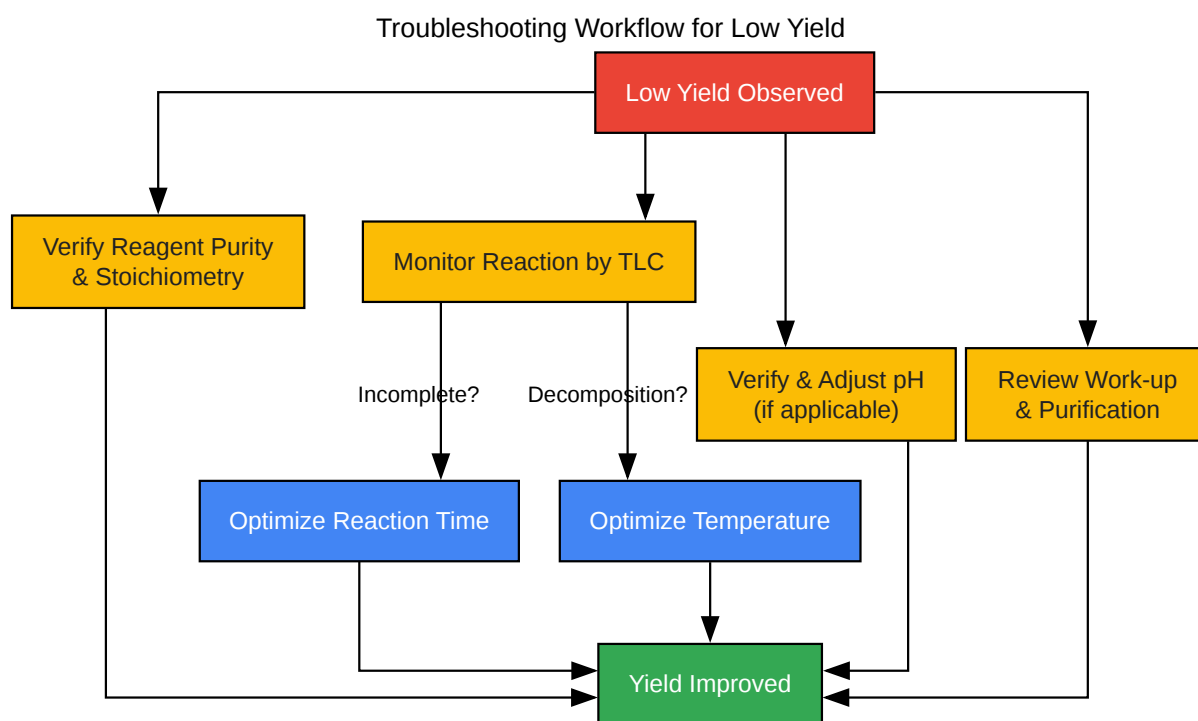 Troubleshooting Workflow for Low Yield
Low Yield Observed
Verify Reagent Purity
& Stoichiometry
Monitor Reaction by TLC
Incomplete?
Decomposition?
Verify & Adjust pH
(if applicable)
Review Work-up
& Purification
Optimize Reaction Time
Optimize Temperature
Yield Improved